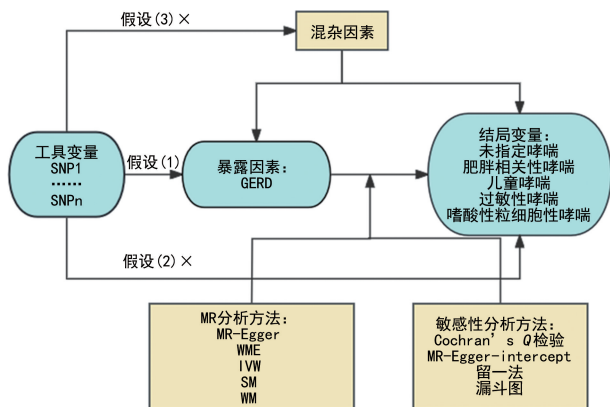 假设(3)×
混杂因素
工具变量
SNP1
……
SNPn
假设(1)
暴露因素：
GERD
结局变量：
未指定哮喘
肥胖相关性哮喘
儿童哮喘
过敏性哮喘
嗜酸性粒细胞性哮喘
假设(2)×
MR分析方法：
MR-Egger
WME
IVW
SM
WM
敏感性分析方法：
Cochran's Q检验
MR-Egger-intercept
留一法
漏斗图